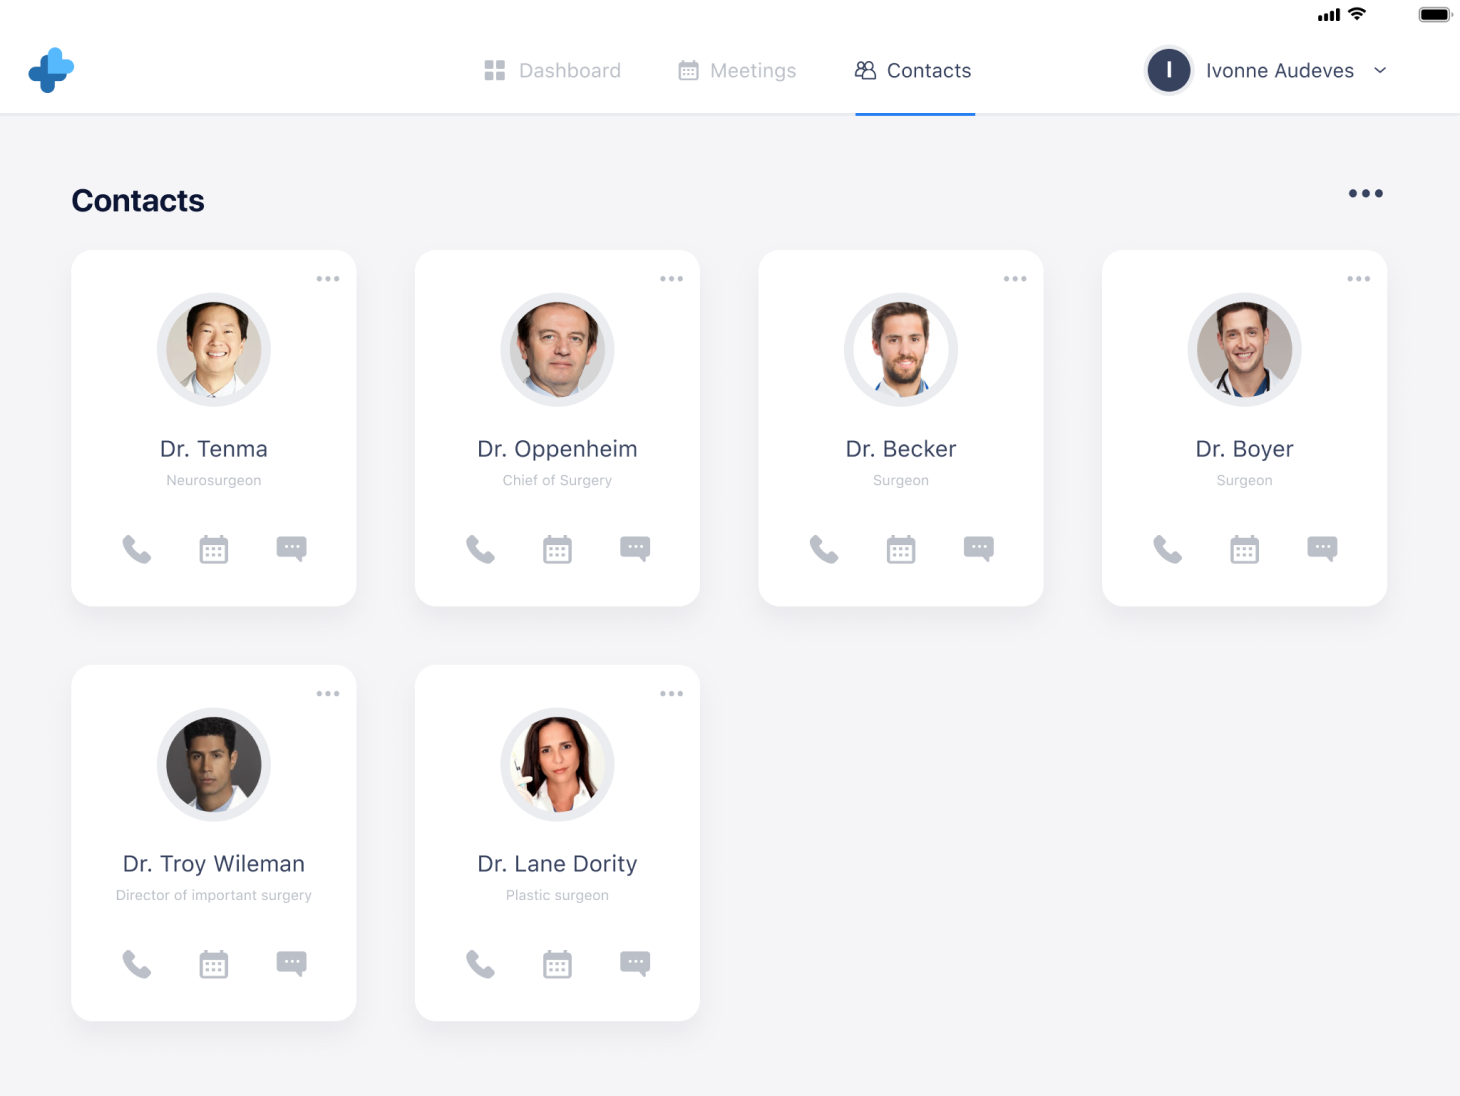 Dashboard
Meetings
Contacts
I
Ivonne Audeves
Contacts
Dr. Tenma
Neurosurgeon
Dr. Oppenheim
Chief of Surgery
Dr. Becker
Surgeon
Dr. Boyer
Surgeon
Dr. Troy Wileman
Director of important surgery
Dr. Lane Dority
Plastic surgeon